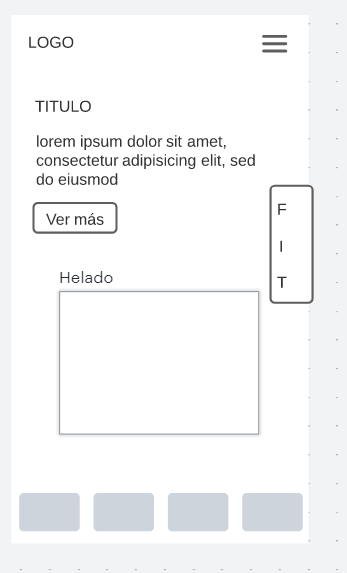 LOGO
TITULO
lorem ipsum dolor sit amet,
consectetur adipisicing elit, sed
do eiusmod
Ver más
F
I
T
Helado